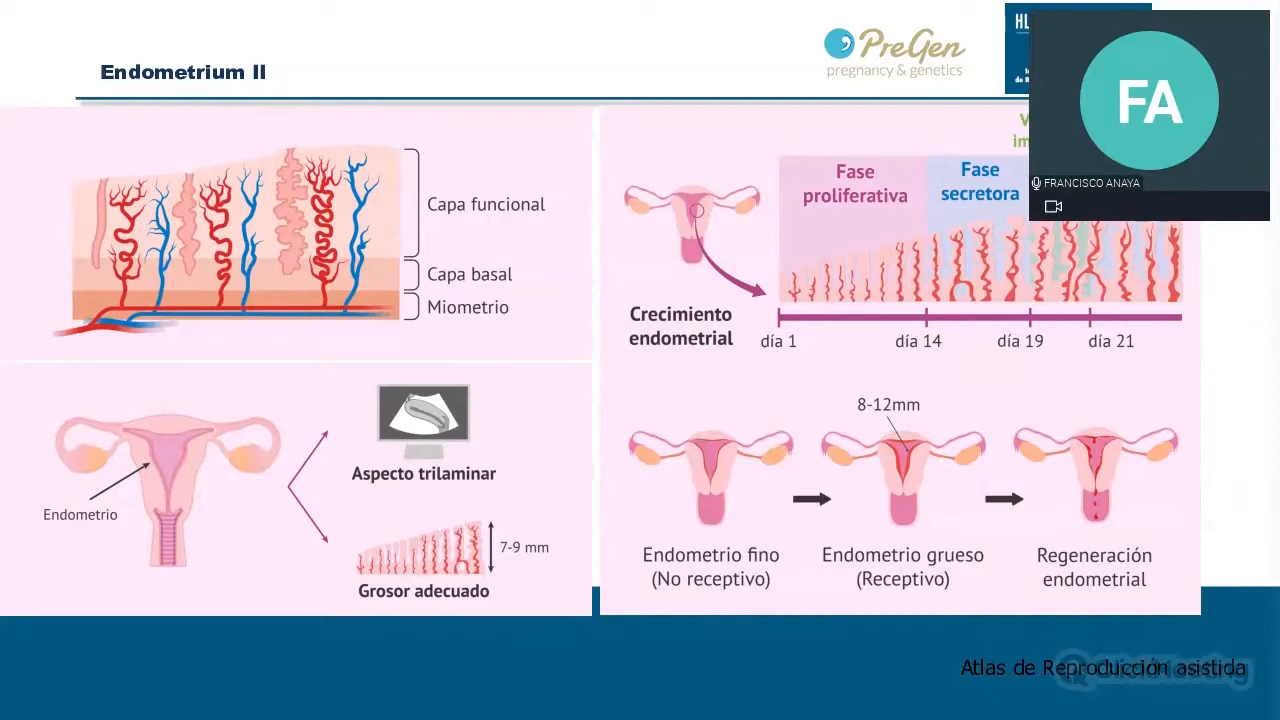 Endometrium II
PreGen
pregnancy & genetics
FA
FRANCISCO ANAYA
Capa funcional
Capa basal
Miometrio
Fase
proliferativa
Fase
secretora
Crecimiento
endometrial
día 1
día 14
día 19
día 21
Endometrio
Aspecto trilaminar
7-9 mm
Grosor adecuado
8-12mm
Endometrio fino
(No receptivo)
Endometrio grueso
(Receptivo)
Regeneración
endometrial
Atlas de Reproducción asistida